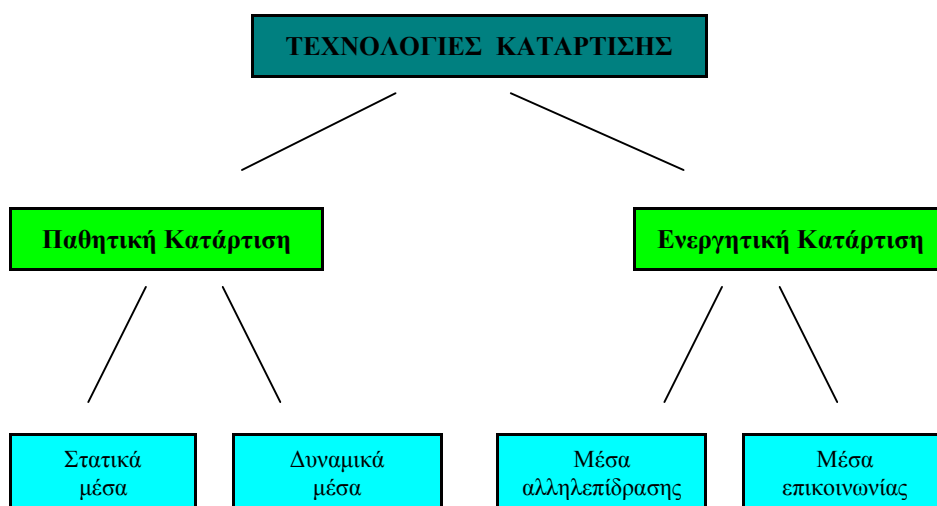 ΤΕΧΝΟΛΟΓΙΕΣ ΚΑΤΑΡΤΙΣΗΣ
Παθητική Κατάρτιση
Ενεργητική Κατάρτιση
Στατικά
μέσα
Δυναμικά
μέσα
Μέσα
αλληλεπίδρασης
Μέσα
επικοινωνίας